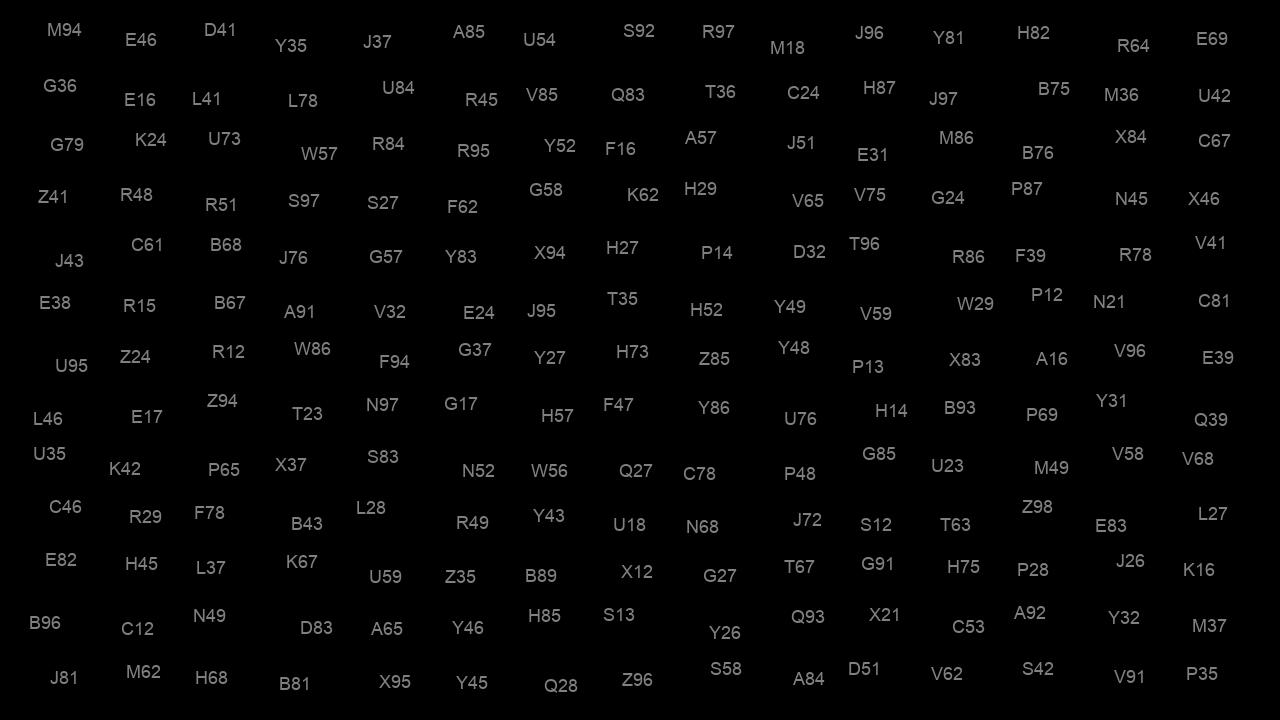 M94 E46 D41 Y35 J37 A85 U54 S92 R97 M18 J96 Y81 H82 R64 E69
G36 E16 L41 L78 U84 R45 V85 Q83 T36 C24 H87 J97 B75 M36 U42
G79 K24 U73 W57 R84 R95 Y52 F16 A57 J51 E31 M86 B76 X84 C67
Z41 R48 R51 S97 S27 F62 G58 K62 H29 V65 V75 G24 P87 N45 X46
J43 C61 B68 J76 G57 Y83 X94 H27 P14 D32 T96 R86 F39 R78 V41
E38 R15 B67 A91 V32 E24 J95 T35 H52 Y49 V59 W29 P12 N21 C81
U95 Z24 R12 W86 F94 G37 Y27 H73 Z85 Y48 P13 X83 A16 V96 E39
L46 E17 Z94 T23 N97 G17 H57 F47 Y86 U76 H14 B93 P69 Y31 Q39
U35 K42 P65 X37 S83 N52 W56 Q27 C78 P48 G85 U23 M49 V58 V68
C46 R29 F78 B43 L28 R49 Y43 U18 N68 J72 S12 T63 Z98 E83 L27
E82 H45 L37 K67 U59 Z35 B89 X12 G27 T67 G91 H75 P28 J26 K16
B96 C12 N49 D83 A65 Y46 H85 S13 Y26 Q93 X21 C53 A92 Y32 M37
J81 M62 H68 B81 X95 Y45 Q28 Z96 S58 A84 D51 V62 S42 V91 P35